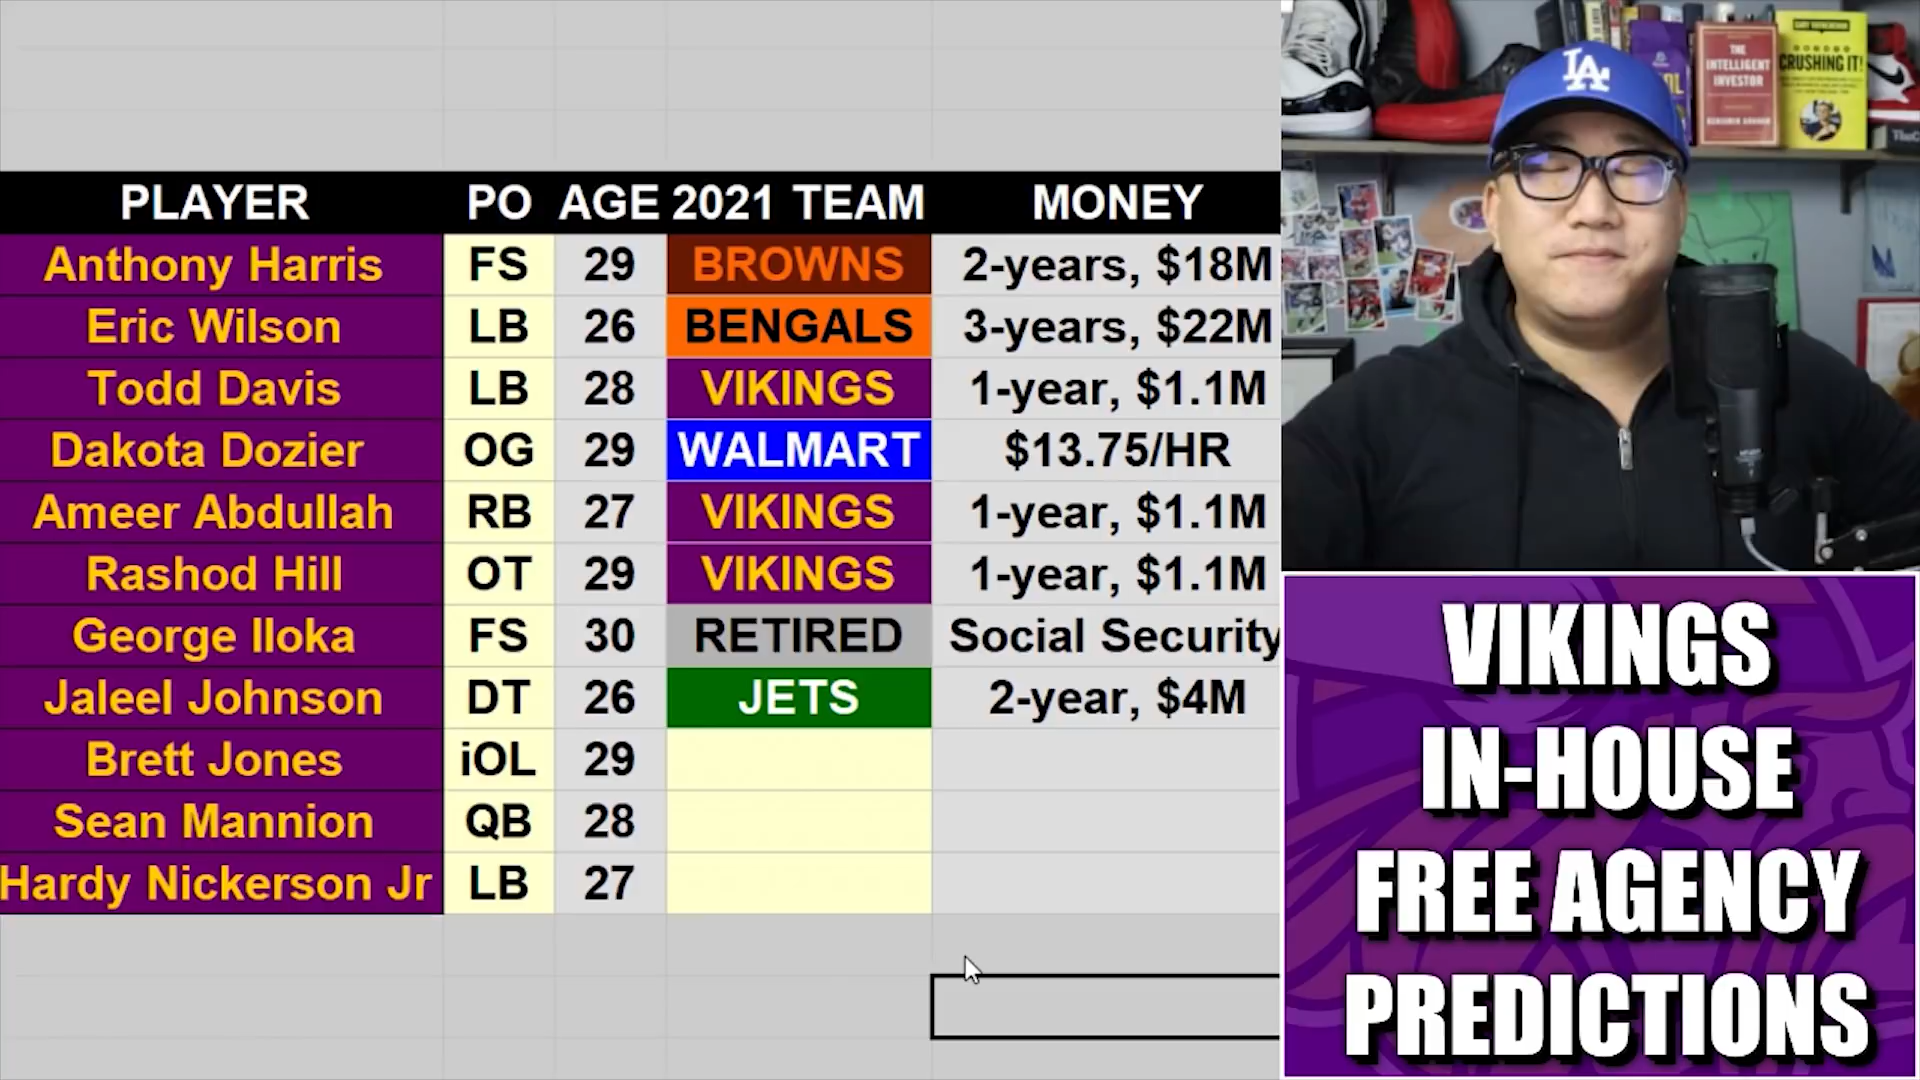 PLAYER PO AGE 2021 TEAM MONEY
Anthony Harris FS 29 BROWNS 2-years, $18M
Eric Wilson LB 26 BENGALS 3-years, $22M
Todd Davis LB 28 VIKINGS 1-year, $1.1M
Dakota Dozier OG 29 WALMART $13.75/HR
Ameer Abdullah RB 27 VIKINGS 1-year, $1.1M
Rashod Hill OT 29 VIKINGS 1-year, $1.1M
George Iloka FS 30 RETIRED Social Security
Jaleel Johnson DT 26 JETS 2-year, $4M
Brett Jones iOL 29
Sean Mannion QB 28
Hardy Nickerson Jr LB 27
LA
THE
INTELLIGENT
INVESTOR
BENJAMIN GRAHAM
CRUSHING IT!
VIKINGS
IN-HOUSE
FREE AGENCY
PREDICTIONS